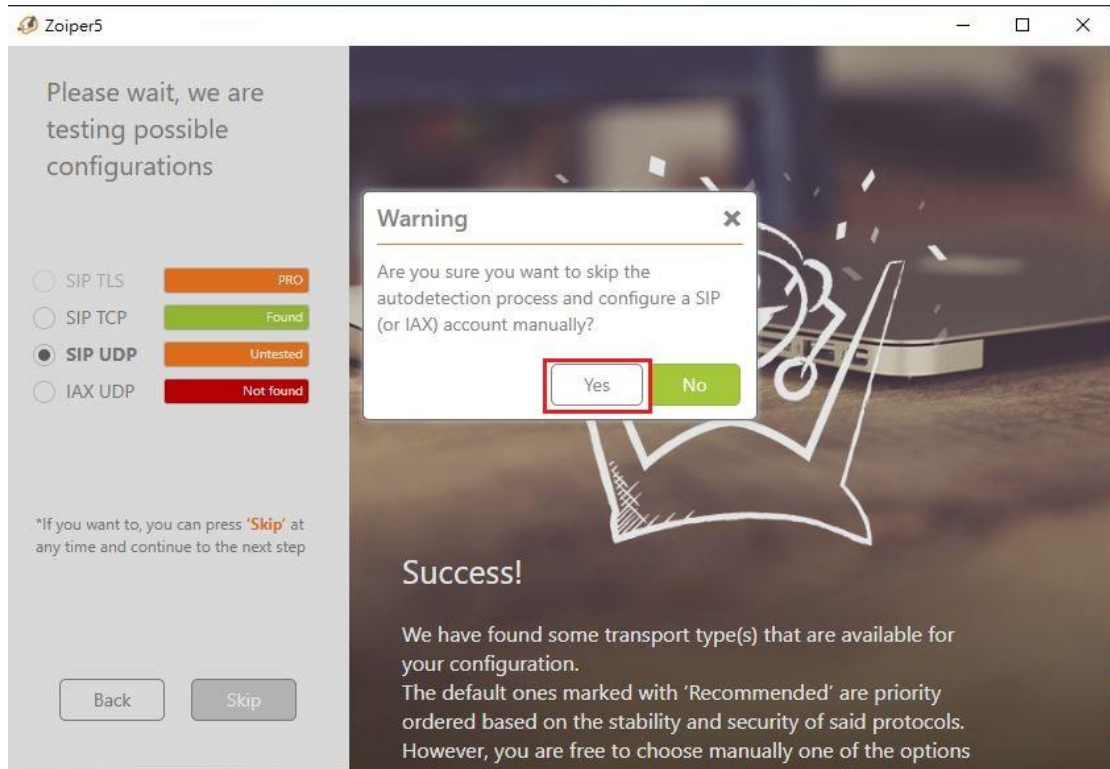 Zoiper5
Please wait, we are
testing possible
configurations
SIP TLS PRO
SIP TCP Found
SIP UDP Untested
IAX UDP Not found
*If you want to, you can press 'Skip' at
any time and continue to the next step
Back Skip
Warning
Are you sure you want to skip the
autodetection process and configure a SIP
(or IAX) account manually?
Yes No
Success!
We have found some transport type(s) that are available for
your configuration.
The default ones marked with 'Recommended' are priority
ordered based on the stability and security of said protocols.
However, you are free to choose manually one of the options